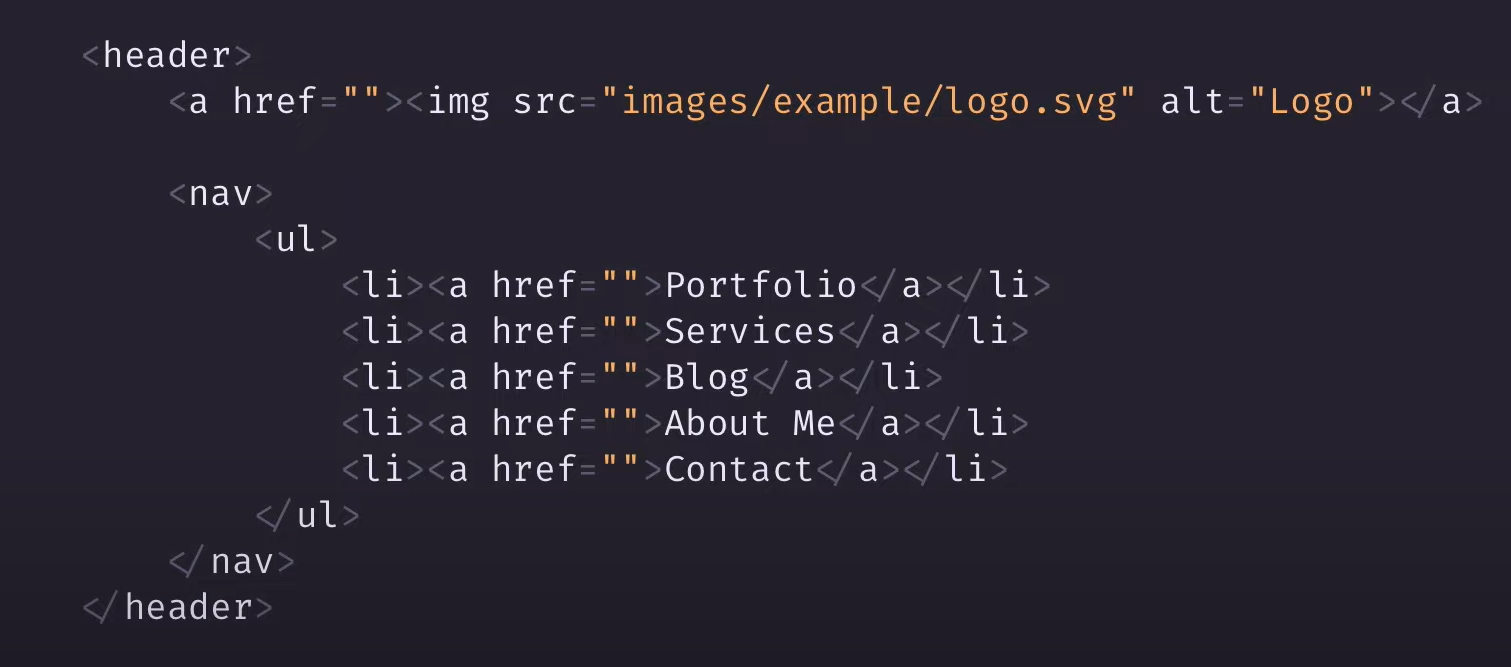 <header>
<a href=""><img src="images/example/logo.svg" alt="Logo"></a>
<nav>
<ul>
<li><a href="">Portfolio</a></li>
<li><a href="">Services</a></li>
<li><a href="">Blog</a></li>
<li><a href="">About Me</a></li>
<li><a href="">Contact</a></li>
</ul>
</nav>
</header>